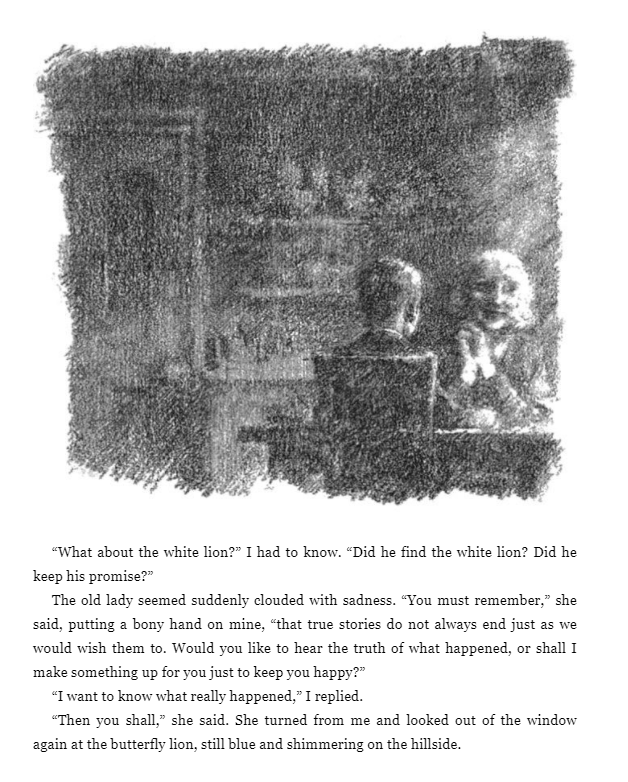 “What about the white lion?” I had to know. “Did he find the white lion? Did he
keep his promise?”
The old lady seemed suddenly clouded with sadness. “You must remember,” she
said, putting a bony hand on mine, “that true stories do not always end just as we
would wish them to. Would you like to hear the truth of what happened, or shall I
make something up for you just to keep you happy?”
“I want to know what really happened,” I replied.
“Then you shall,” she said. She turned from me and looked out of the window
again at the butterfly lion, still blue and shimmering on the hillside.